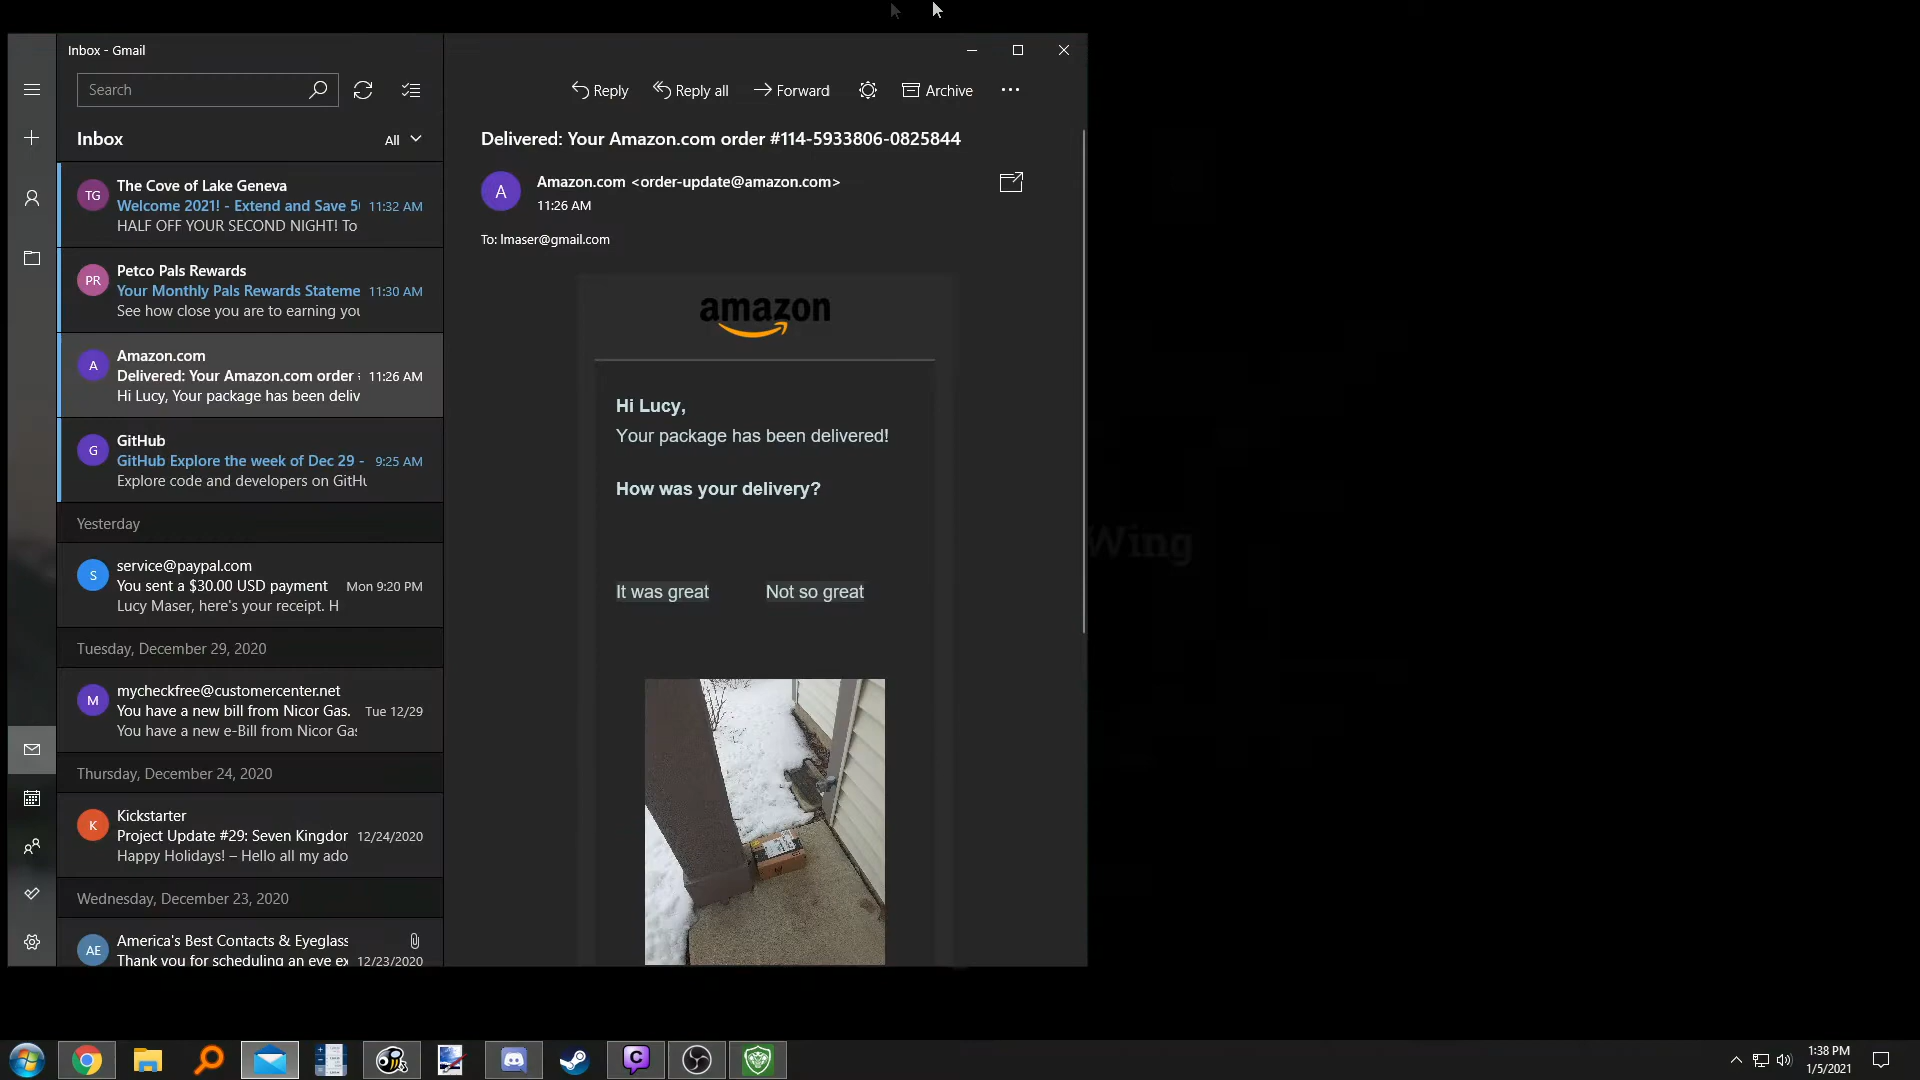 Inbox - Gmail
Search
Inbox
All
TG
The Cove of Lake Geneva
Welcome 2021! - Extend and Save 5
11:32 AM
HALF OFF YOUR SECOND NIGHT! To
PR
Petco Pals Rewards
Your Monthly Pals Rewards Stateme
11:30 AM
See how close you are to earning you
A
Amazon.com
Delivered: Your Amazon.com order
11:26 AM
Hi Lucy, Your package has been deliv
G
GitHub
GitHub Explore the week of Dec 29 -
9:25 AM
Explore code and developers on GitHu
Yesterday
S
service@paypal.com
You sent a $30.00 USD payment
Mon 9:20 PM
Lucy Maser, here's your receipt. H
Tuesday, December 29, 2020
M
mycheckfree@customercenter.net
You have a new bill from Nicor Gas.
Tue 12/29
You have a new e-Bill from Nicor Gas
Thursday, December 24, 2020
K
Kickstarter
Project Update #29: Seven Kingdor
12/24/2020
Happy Holidays! – Hello all my ado
Wednesday, December 23, 2020
AE
America's Best Contacts & Eyeglass
Thank you for scheduling an eye ex
12/23/2020
Reply
Reply all
Forward
Archive
Delivered: Your Amazon.com order #114-5933806-0825844
A
Amazon.com <order-update@amazon.com>
11:26 AM
To: lmaser@gmail.com
amazon
Hi Lucy,
Your package has been delivered!
How was your delivery?
It was great
Not so great
Wing
1:38 PM
1/5/2021